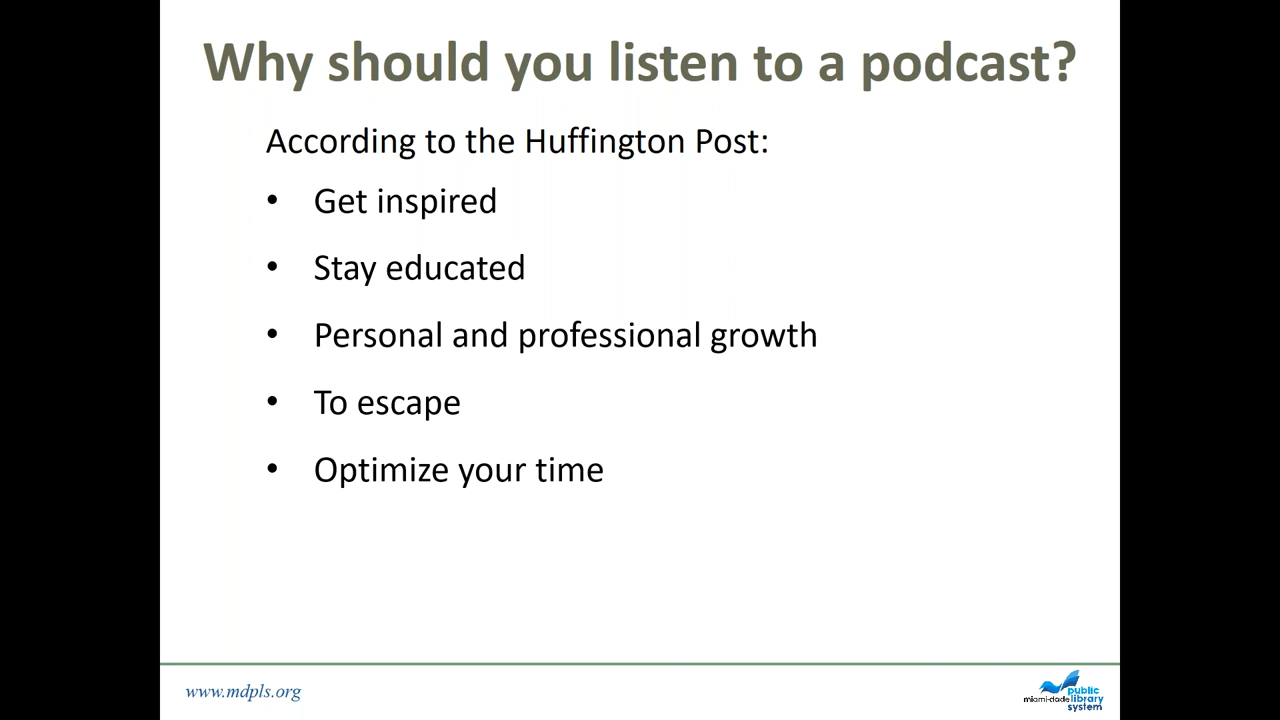 Why should you listen to a podcast?
According to the Huffington Post:
• Get inspired
• Stay educated
• Personal and professional growth
• To escape
• Optimize your time
www.mdpls.org
public
miami-dade library
system